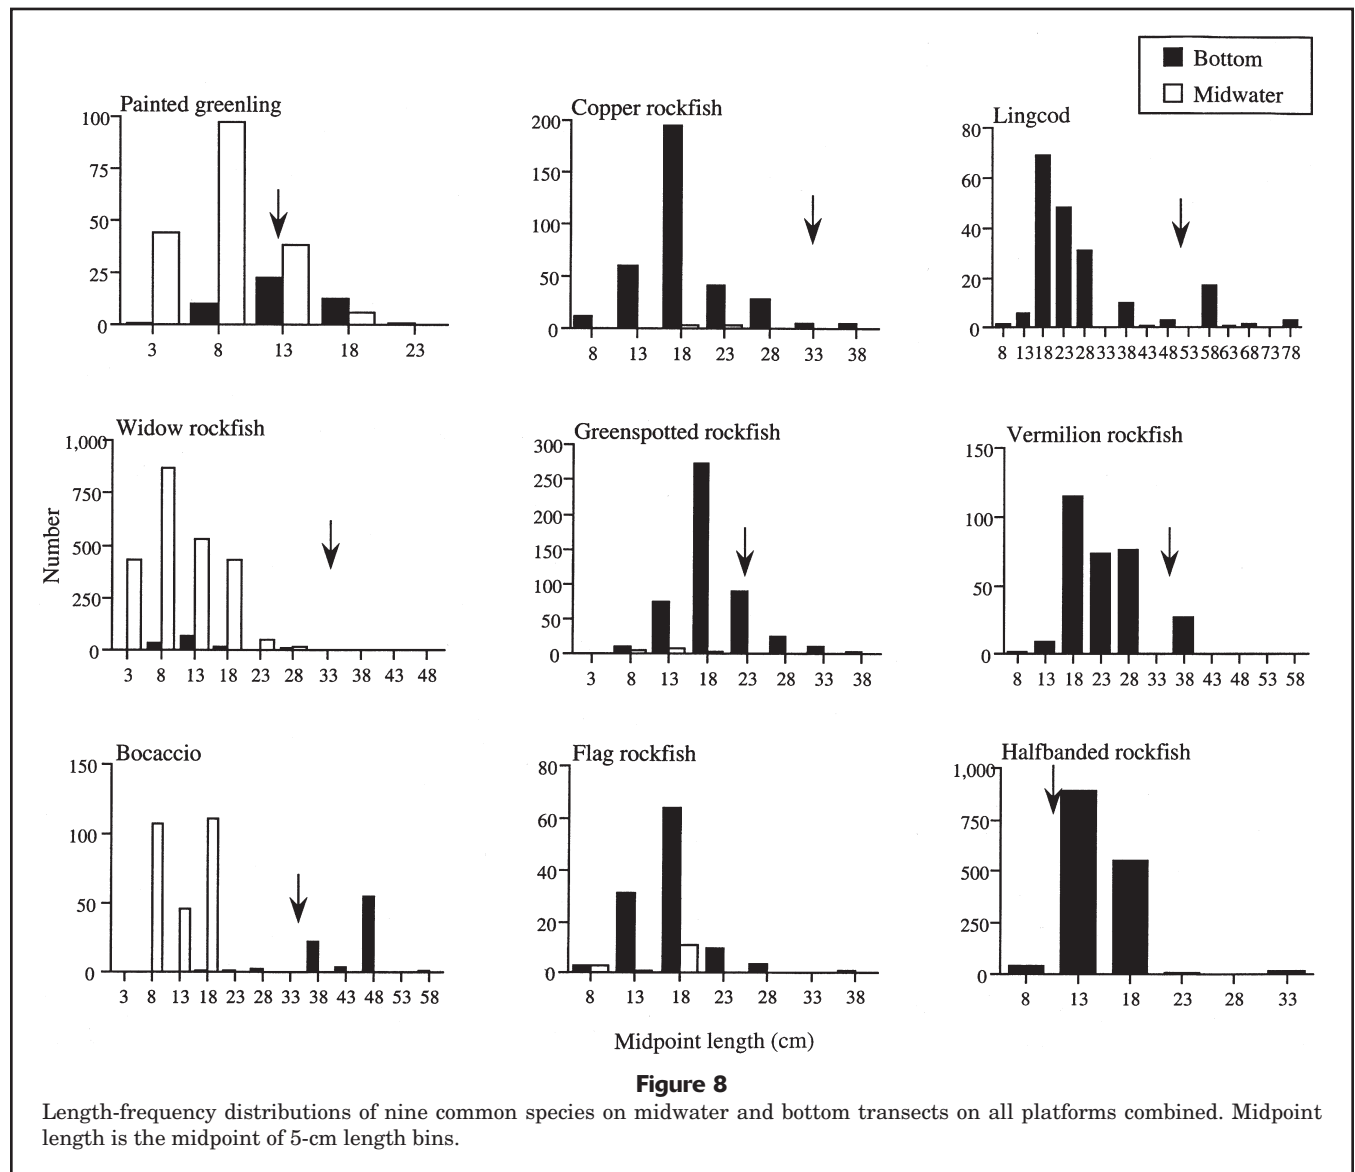 Bottom
Midwater
Painted greenling
100
75
50
25
0
3 8 13 18 23
Copper rockfish
200
150
100
50
0
8 13 18 23 28 33 38
Lingcod
80
60
40
20
0
8 13 18 23 28 33 38 43 48 53 58 63 68 73 78
Number
Widow rockfish
1,000
750
500
250
0
3 8 13 18 23 28 33 38 43 48
Greenspotted rockfish
300
250
200
150
100
50
0
3 8 13 18 23 28 33 38
Vermilion rockfish
150
100
50
0
8 13 18 23 28 33 38 43 48 53 58
Bocaccio
150
100
50
0
3 8 13 18 23 28 33 38 43 48 53 58
Flag rockfish
80
60
40
20
0
8 13 18 23 28 33 38
Halfbanded rockfish
1,000
750
500
250
0
8 13 18 23 28 33
Midpoint length (cm)
Figure 8
Length-frequency distributions of nine common species on midwater and bottom transects on all platforms combined. Midpoint
length is the midpoint of 5-cm length bins.